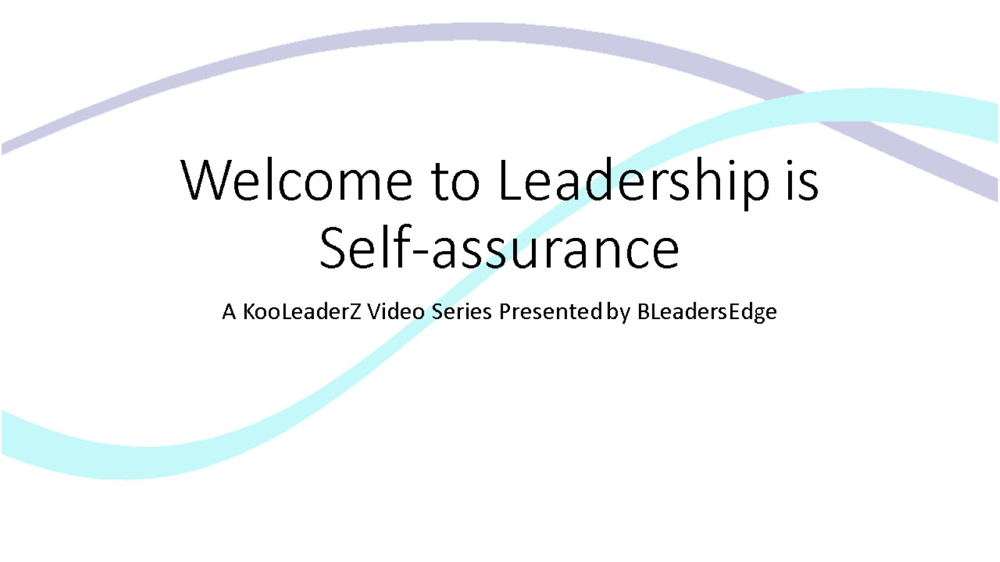 Welcome to Leadership is
Self-assurance
A KooLeaderZ Video Series Presented by BLeadersEdge